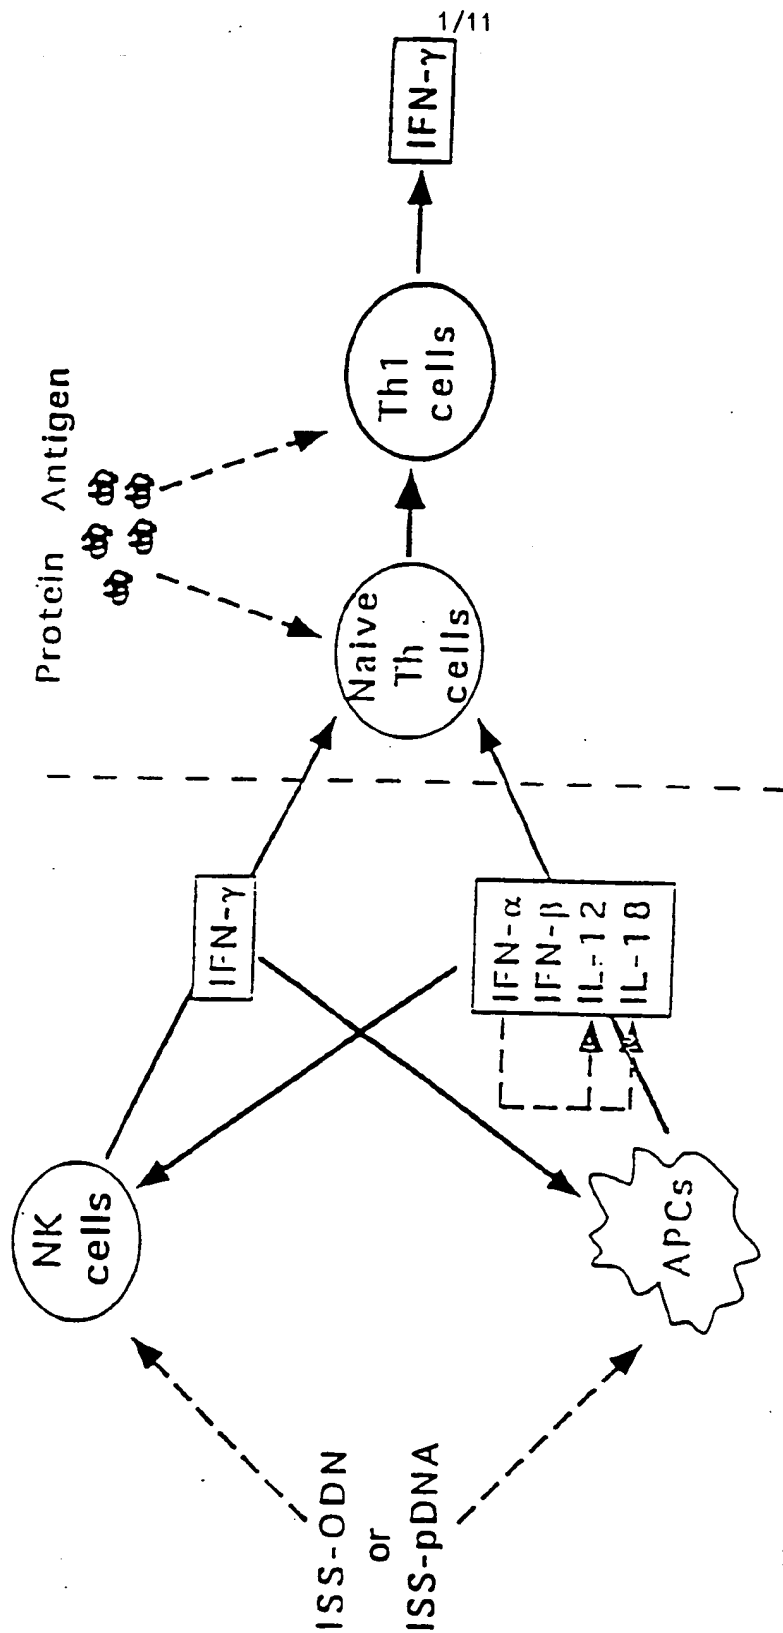 1/11
ISS-ODN
or
ISS-pDNA
NK
cells
APCs
IFN-γ
IFN-α
IFN-β
IL-12
IL-18
Protein Antigen
Naive
Th
cells
Th1
cells
IFN-γ